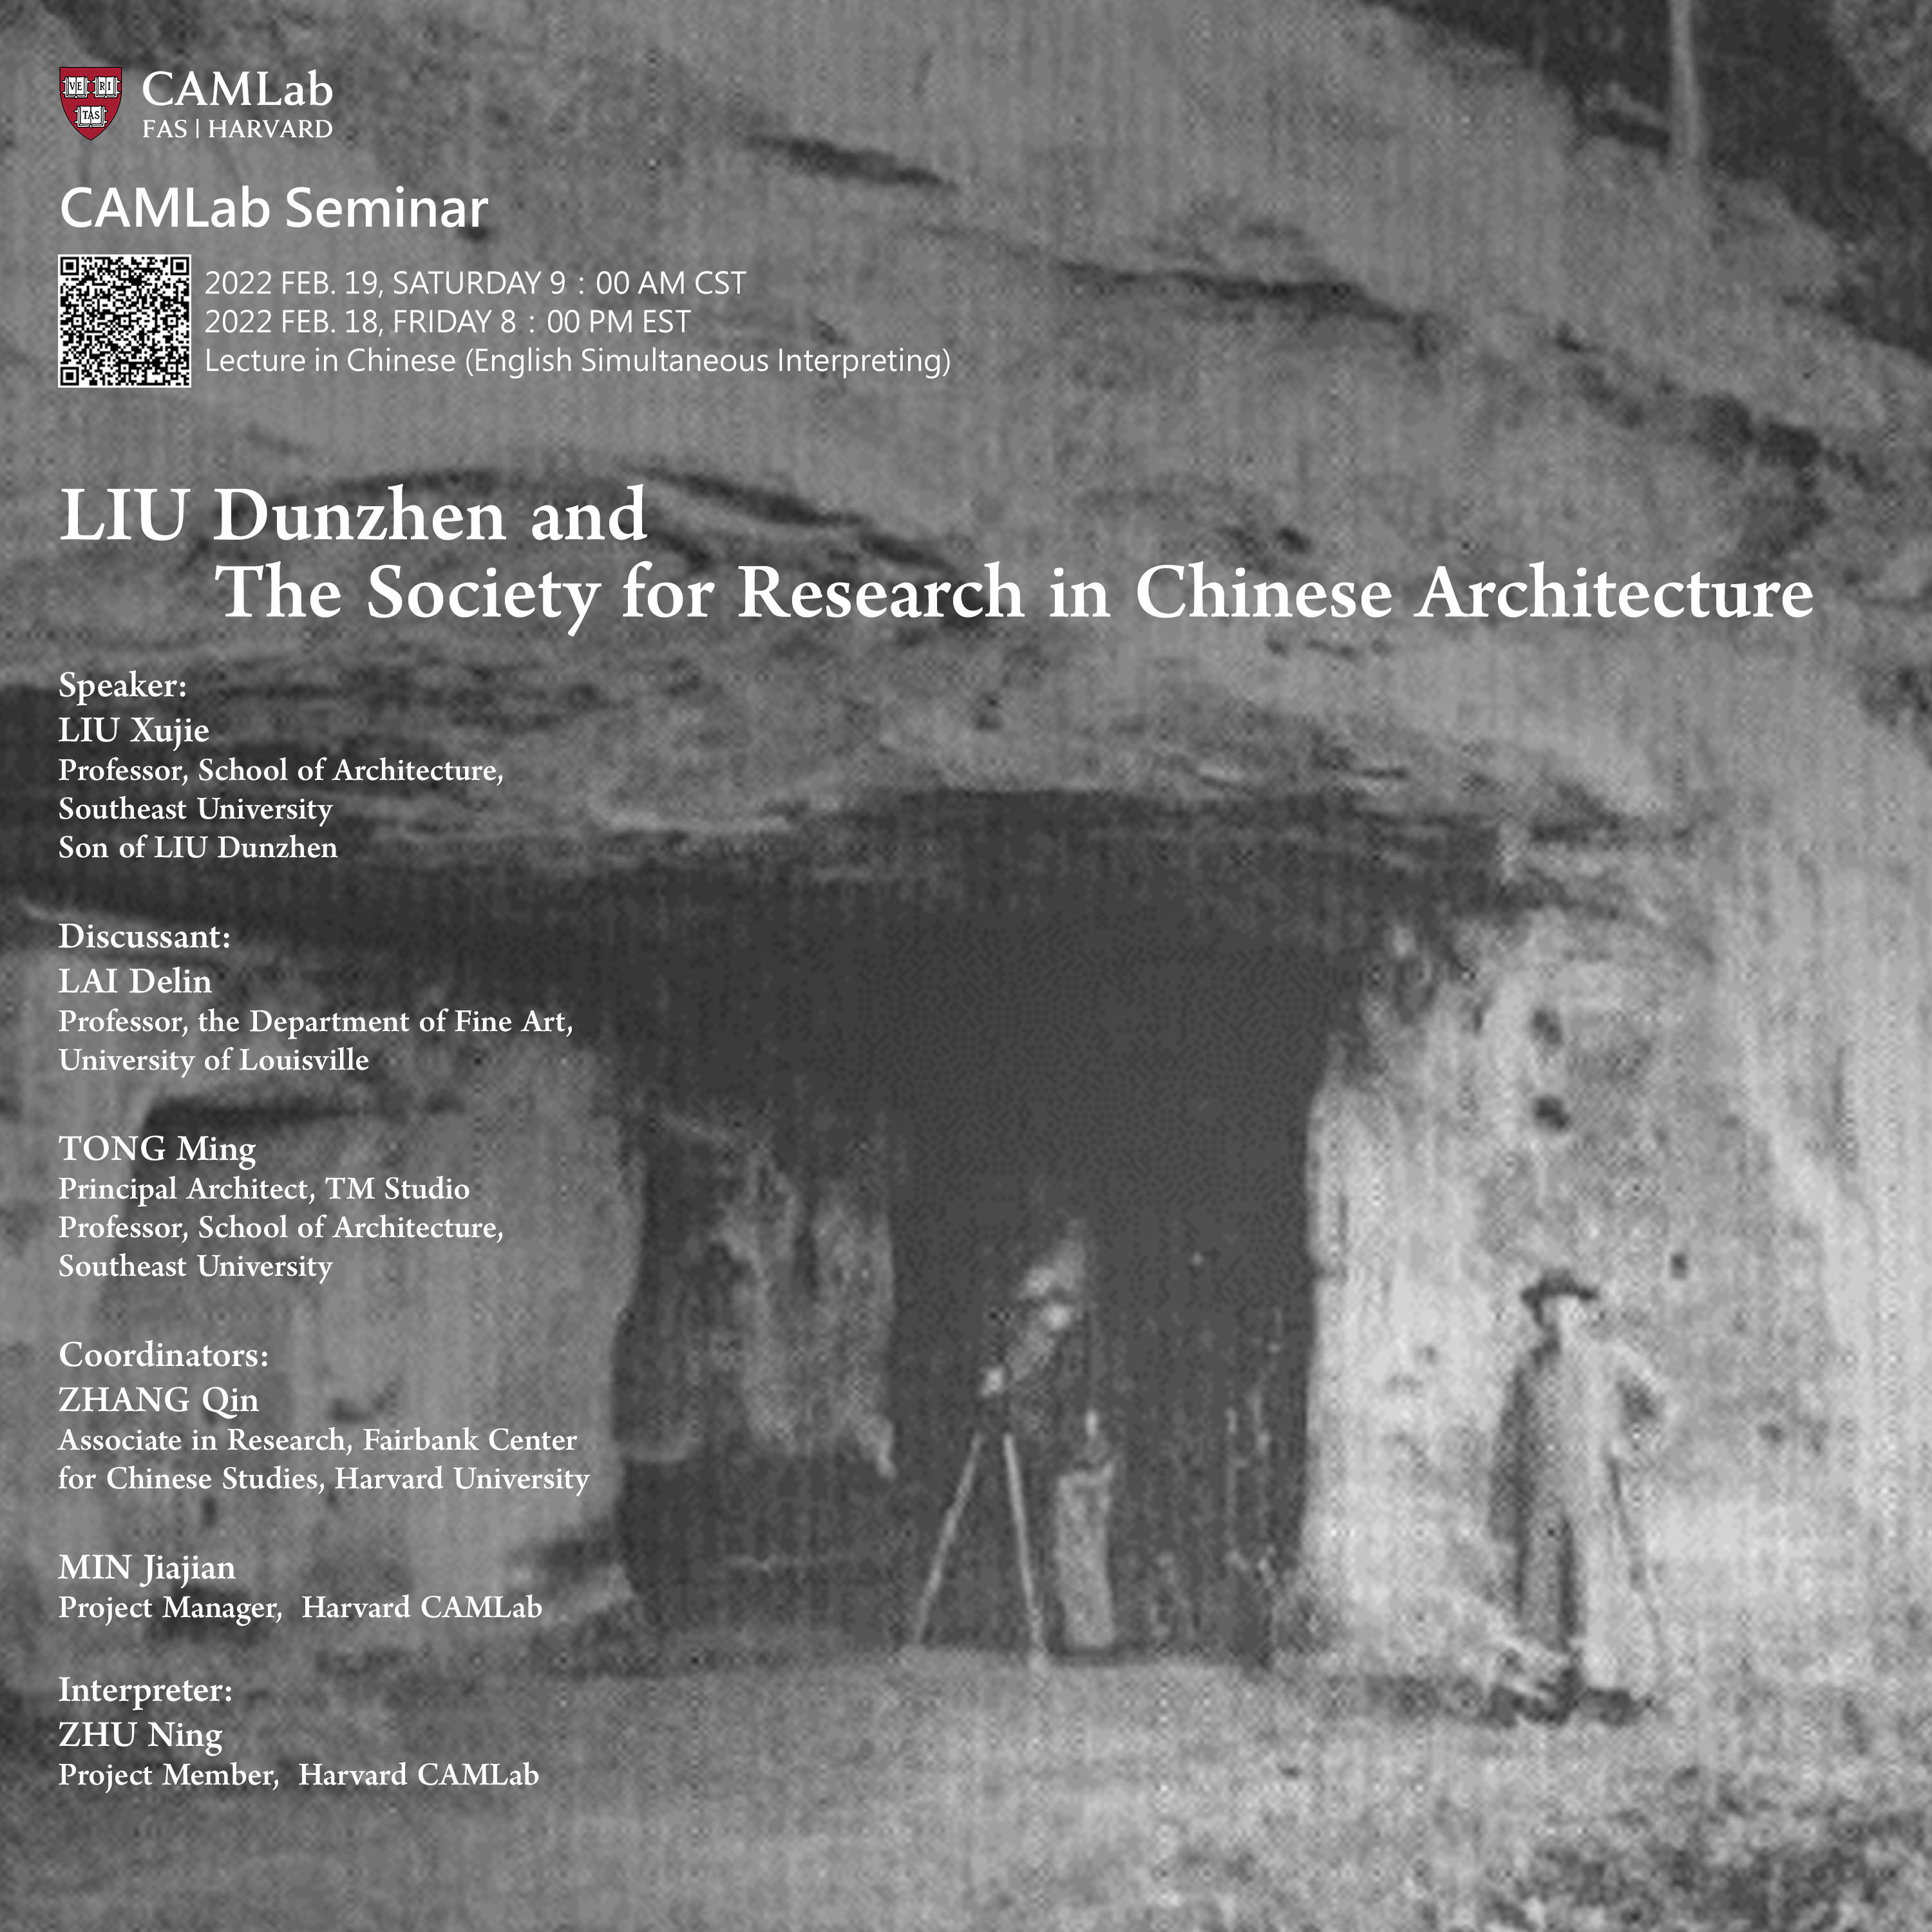 VE RI
TAS
CAMLab
FAS | HARVARD
CAMLab Seminar
2022 FEB. 19, SATURDAY 9：00 AM CST
2022 FEB. 18, FRIDAY 8：00 PM EST
Lecture in Chinese (English Simultaneous Interpreting)
LIU Dunzhen and
The Society for Research in Chinese Architecture
Speaker:
LIU Xujie
Professor, School of Architecture,
Southeast University
Son of LIU Dunzhen
Discussant:
LAI Delin
Professor, the Department of Fine Art,
University of Louisville
TONG Ming
Principal Architect, TM Studio
Professor, School of Architecture,
Southeast University
Coordinators:
ZHANG Qin
Associate in Research, Fairbank Center
for Chinese Studies, Harvard University
MIN Jiajian
Project Manager, Harvard CAMLab
Interpreter:
ZHU Ning
Project Member, Harvard CAMLab